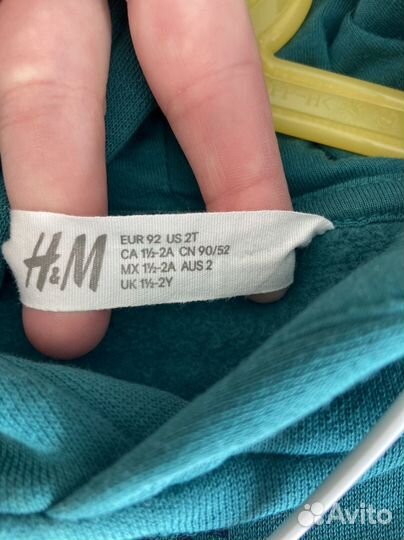 H&M
EUR 92 US 2T
CA 1½-2A CN 90/52
MX 1½-2A AUS 2
UK 1½-2Y
Avito